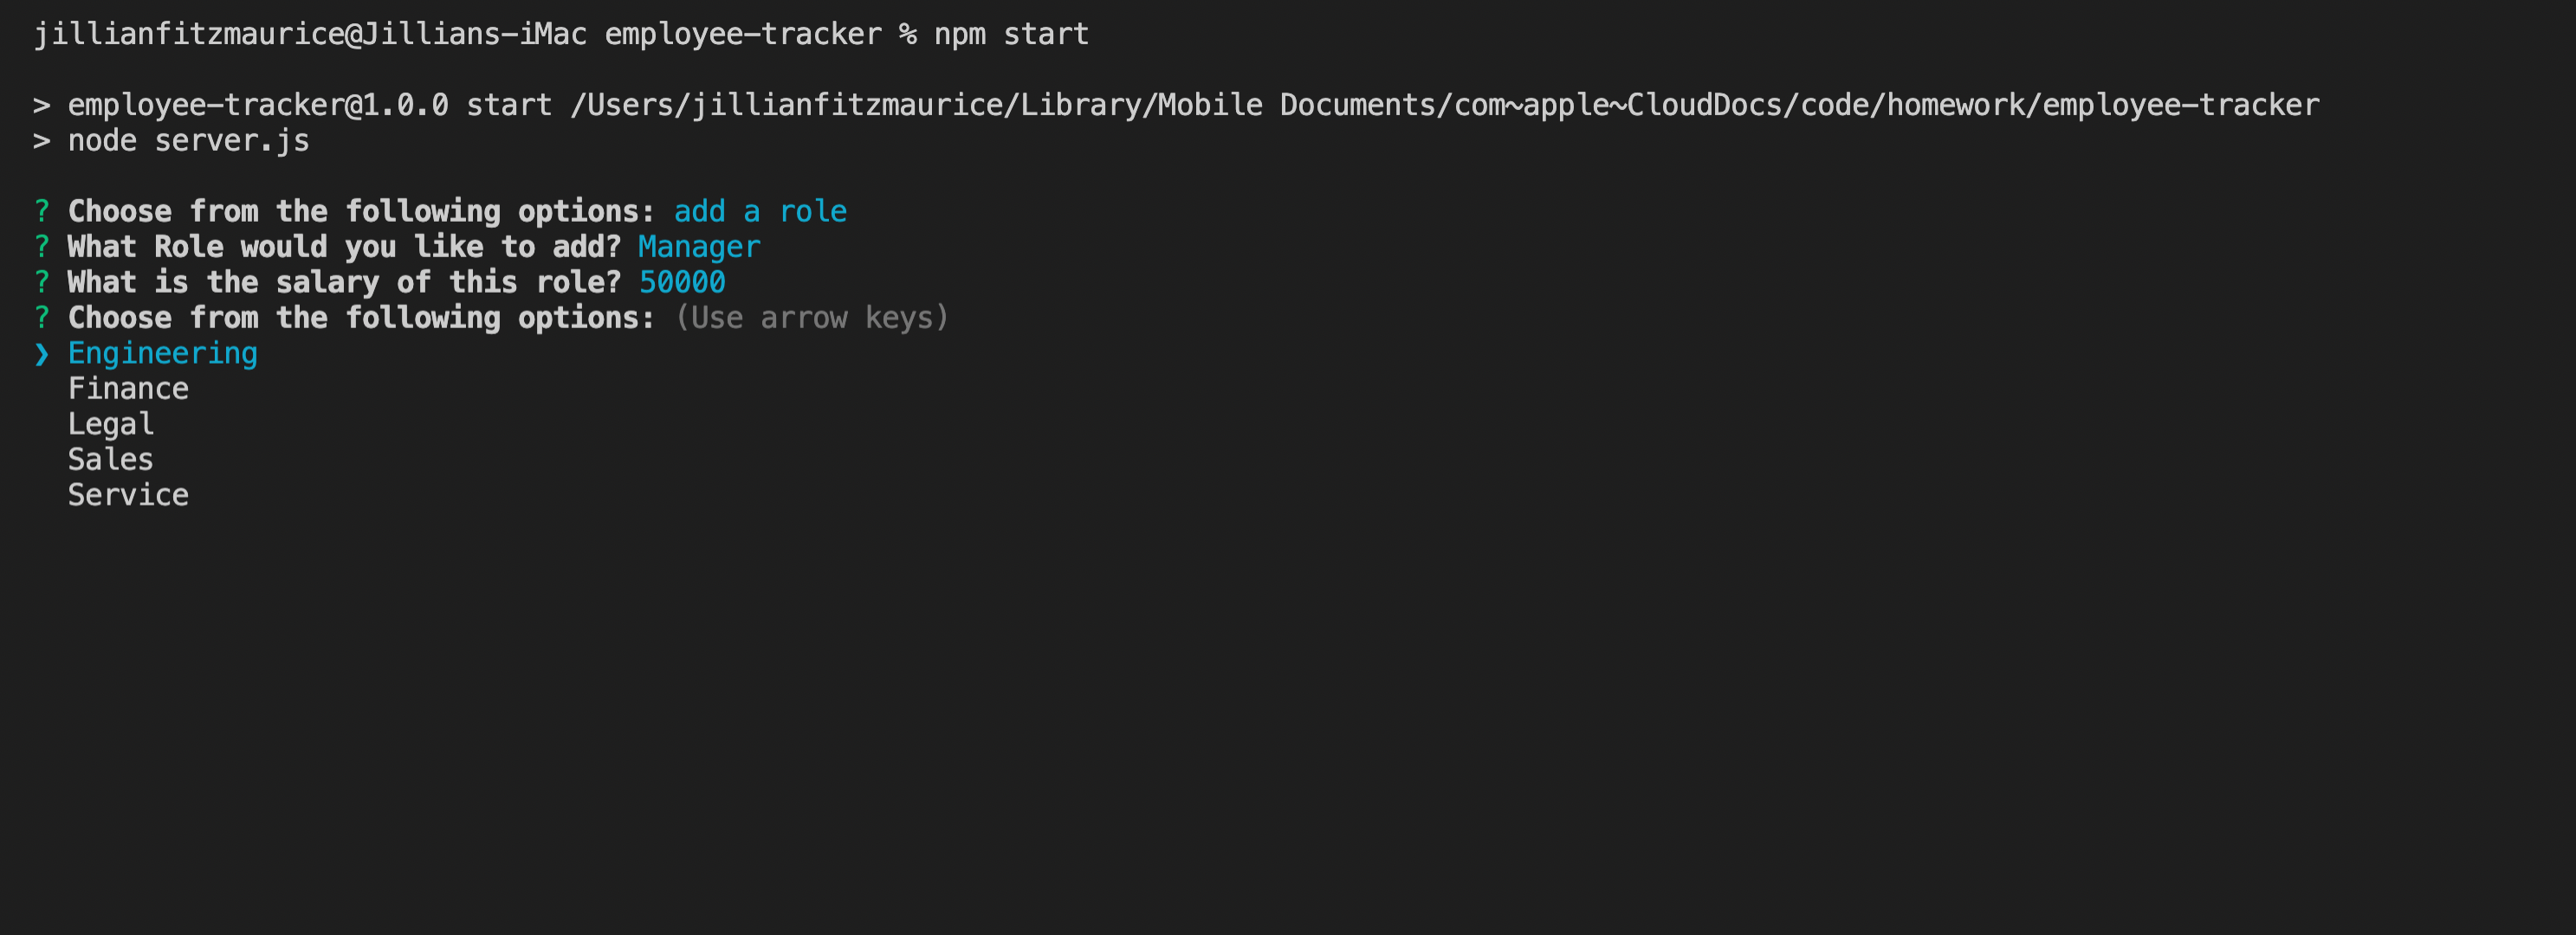 jillianfitzmaurice@Jillians-iMac employee-tracker % npm start
> employee-tracker@1.0.0 start /Users/jillianfitzmaurice/Library/Mobile Documents/com~apple~CloudDocs/code/homework/employee-tracker
> node server.js
? Choose from the following options: add a role
? What Role would you like to add? Manager
? What is the salary of this role? 50000
? Choose from the following options: (Use arrow keys)
❯ Engineering
Finance
Legal
Sales
Service